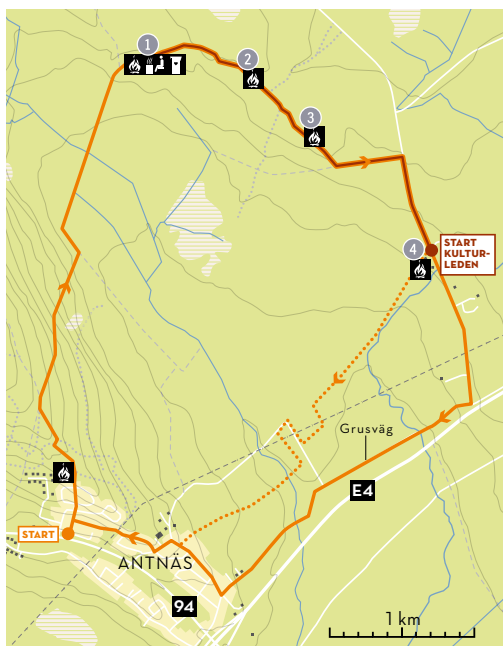 1
2
3
4
START
KULTUR-
LEDEN
Grusväg
E4
START
ANTNÄS
94
1 km